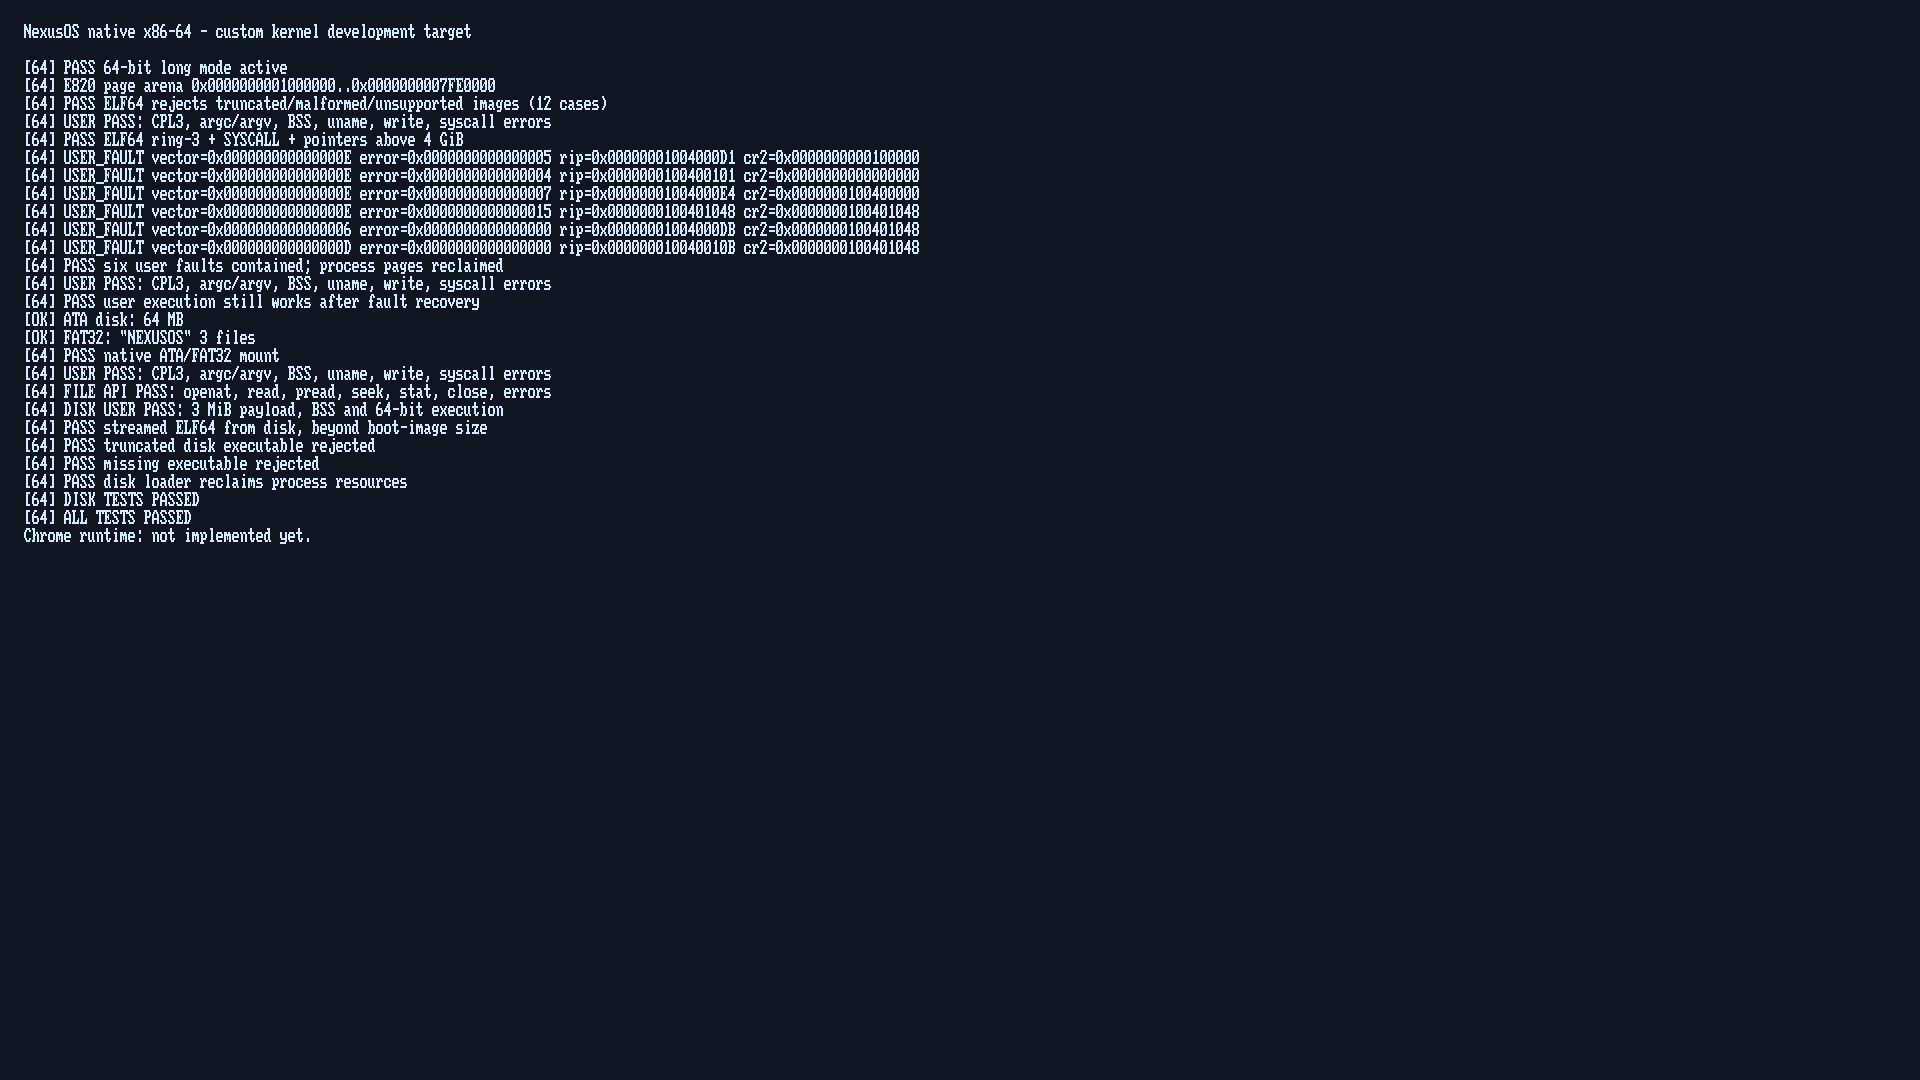 NexusOS native x86-64 - custom kernel development target
[64] PASS 64-bit long mode active
[64] E820 page arena 0x0000000001000000..0x0000000007FE0000
[64] PASS ELF64 rejects truncated/malformed/unsupported images (12 cases)
[64] USER PASS: CPL3, argc/argv, BSS, uname, write, syscall errors
[64] PASS ELF64 ring-3 + SYSCALL + pointers above 4 GiB
[64] USER_FAULT vector=0x000000000000000E error=0x0000000000000005 rip=0x00000001004000D1 cr2=0x0000000000100000
[64] USER_FAULT vector=0x000000000000000E error=0x0000000000000004 rip=0x0000000100400101 cr2=0x0000000000000000
[64] USER_FAULT vector=0x000000000000000E error=0x0000000000000007 rip=0x00000001004000E4 cr2=0x0000000100400000
[64] USER_FAULT vector=0x000000000000000E error=0x0000000000000015 rip=0x0000000100401048 cr2=0x0000000100401048
[64] USER_FAULT vector=0x0000000000000006 error=0x0000000000000000 rip=0x00000001004000DB cr2=0x0000000100401048
[64] USER_FAULT vector=0x000000000000000D error=0x0000000000000000 rip=0x000000010040010B cr2=0x0000000100401048
[64] PASS six user faults contained; process pages reclaimed
[64] USER PASS: CPL3, argc/argv, BSS, uname, write, syscall errors
[64] PASS user execution still works after fault recovery
[OK] ATA disk: 64 MB
[OK] FAT32: "NEXUSOS" 3 files
[64] PASS native ATA/FAT32 mount
[64] USER PASS: CPL3, argc/argv, BSS, uname, write, syscall errors
[64] FILE API PASS: openat, read, pread, seek, stat, close, errors
[64] DISK USER PASS: 3 MiB payload, BSS and 64-bit execution
[64] PASS streamed ELF64 from disk, beyond boot-image size
[64] PASS truncated disk executable rejected
[64] PASS missing executable rejected
[64] PASS disk loader reclaims process resources
[64] DISK TESTS PASSED
[64] ALL TESTS PASSED
Chrome runtime: not implemented yet.